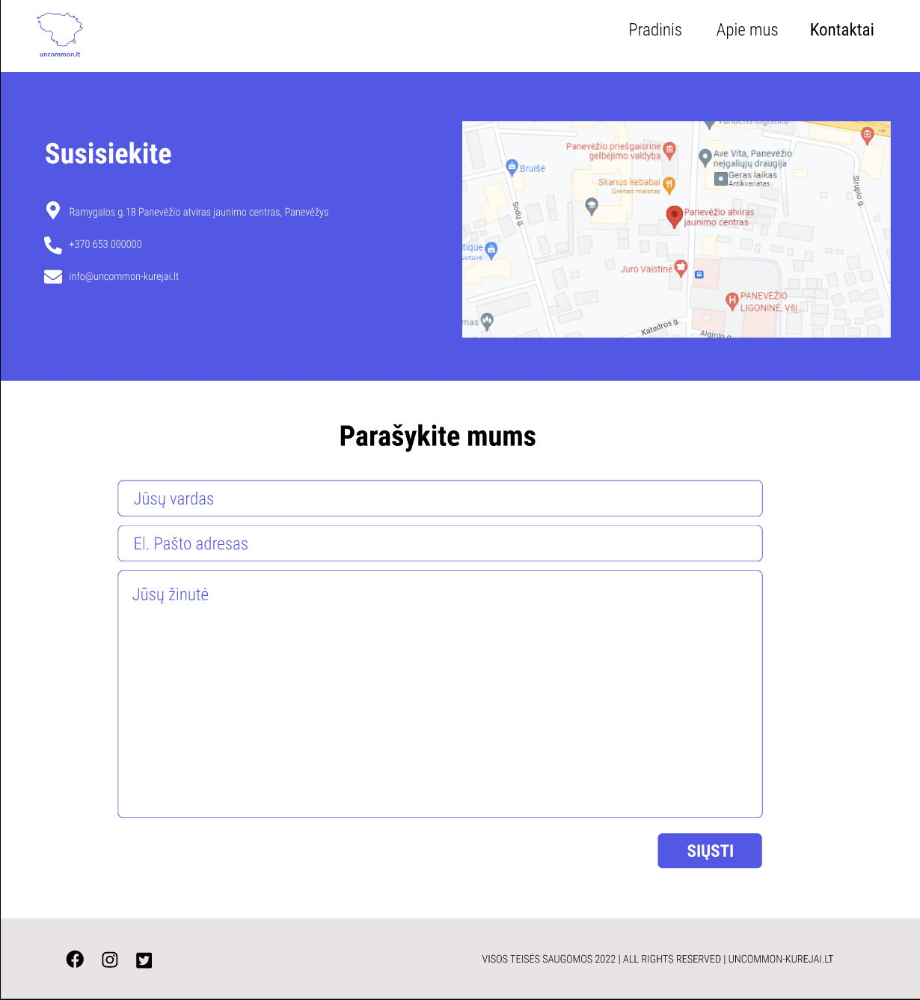 uncommon.lt
Pradinis
Apie mus
Kontaktai
Susisiekite
Ramygalos g.18 Panevėžio atviras jaunimo centras, Panevėžys
+370 653 000000
info@uncommon-kurejai.lt
Vandens logistika
Panevėžio priešgaisrinė
gelbėjimo valdyba
Ave Vita, Panevėžio
neįgaliųjų draugija
Bruišė
Geras laikas
Antikvariatas
Skanus kebabai
Greitas maistas
Sirupio g.
Sodų g.
Panevėžio atviras
jaunimo centras
tique
uotuvė
Juro Vaistinė
PANEVĖŽIO
LIGONINĖ, VšĮ...
mas
Katedros g.
Algirdo g.
Parašykite mums
Jūsų vardas
El. Pašto adresas
Jūsų žinutė
SIŲSTI
VISOS TEISĖS SAUGOMOS 2022 | ALL RIGHTS RESERVED | UNCOMMON-KUREJAI.LT